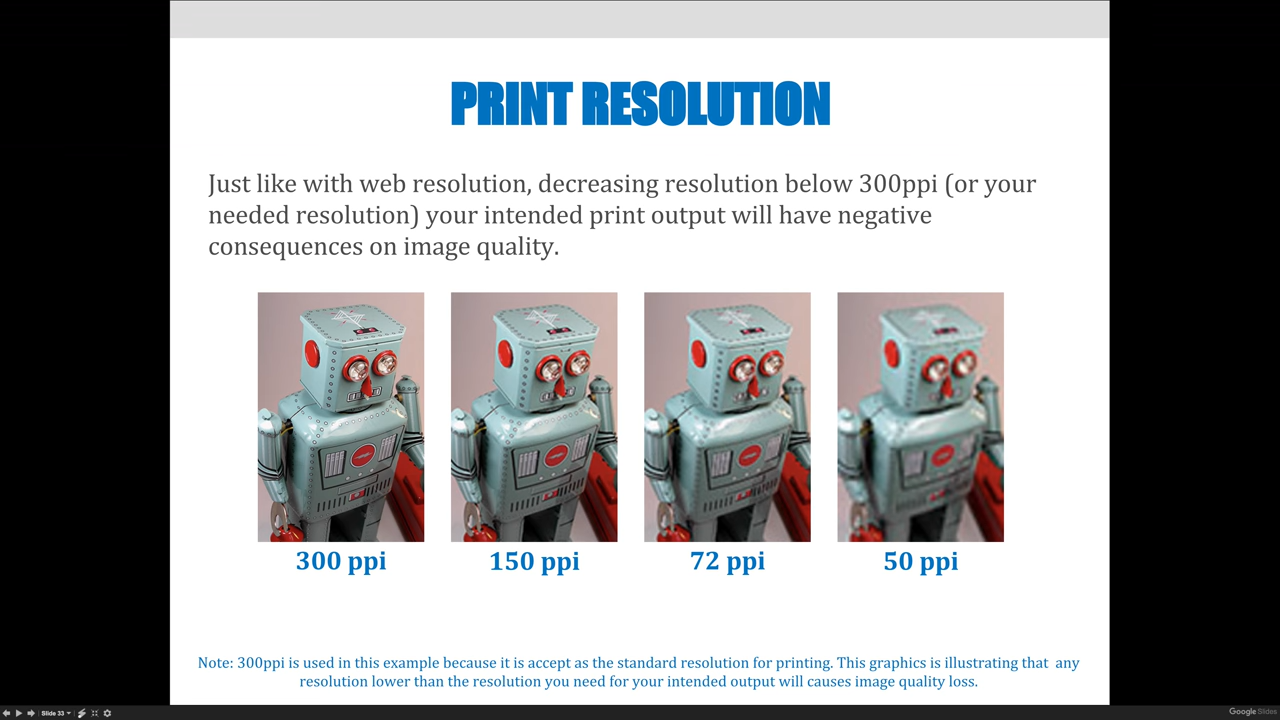 PRINT RESOLUTION
Just like with web resolution, decreasing resolution below 300ppi (or your
needed resolution) your intended print output will have negative
consequences on image quality.
300 ppi
150 ppi
72 ppi
50 ppi
Note: 300ppi is used in this example because it is accept as the standard resolution for printing. This graphics is illustrating that any
resolution lower than the resolution you need for your intended output will causes image quality loss.
Slide 33
Google Slides